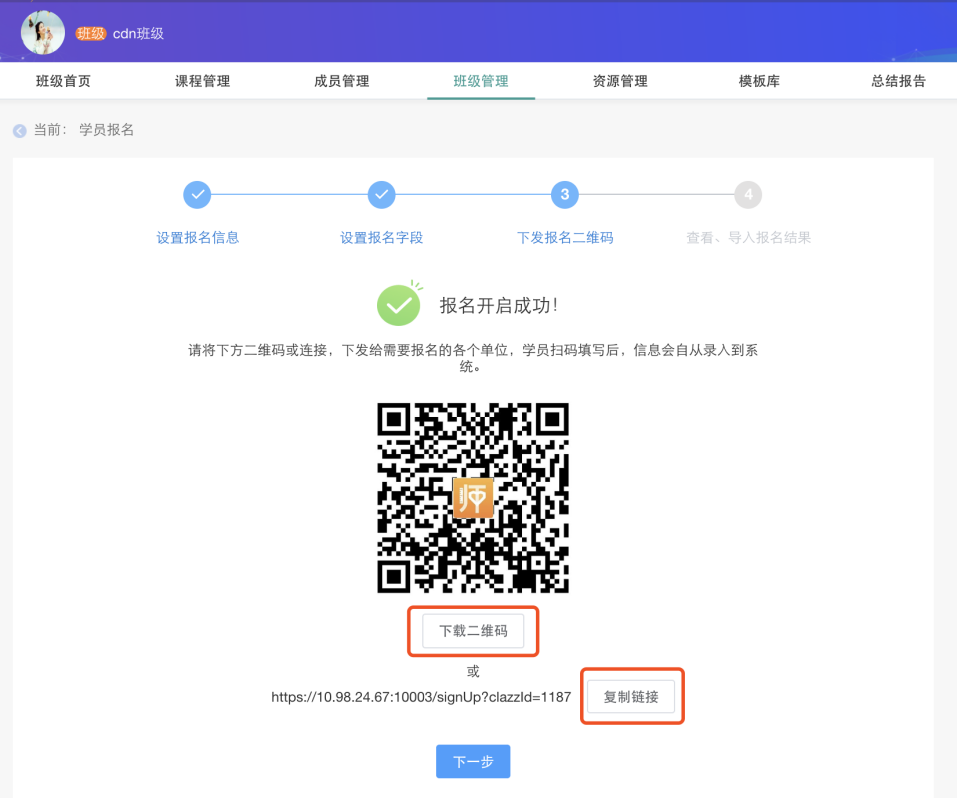 班级 cdn班级
班级首页 课程管理 成员管理 班级管理 资源管理 模板库 总结报告
当前： 学员报名
3 4
设置报名信息 设置报名字段 下发报名二维码 查看、导入报名结果
报名开启成功！
请将下方二维码或连接，下发给需要报名的各个单位，学员扫码填写后，信息会自从录入到系
统。
师
下载二维码
或
https://10.98.24.67:10003/signUp?clazzId=1187 复制链接
下一步